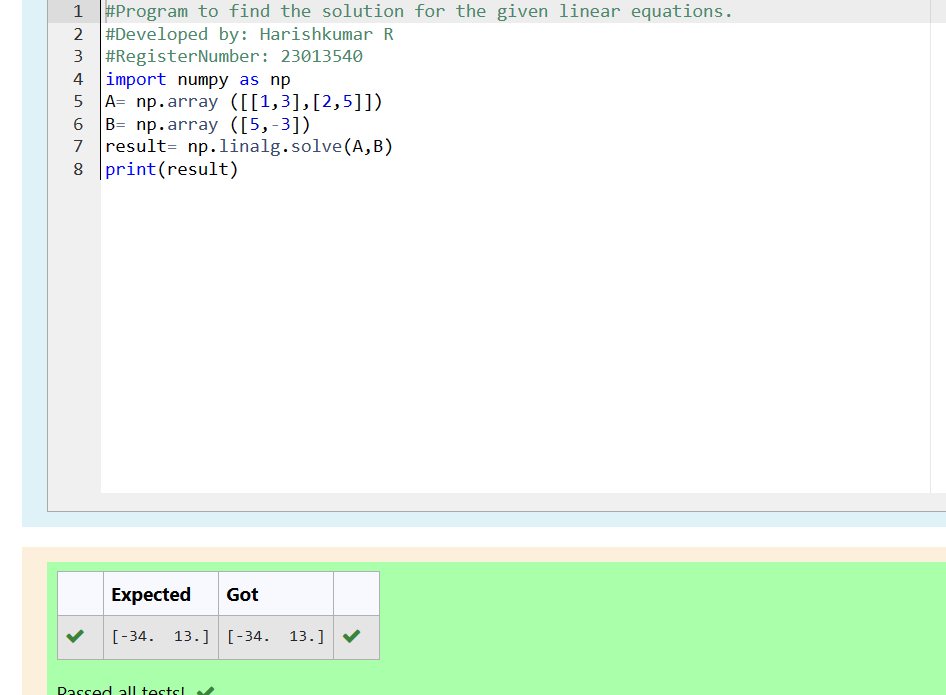 1 #Program to find the solution for the given linear equations.
2 #Developed by: Harishkumar R
3 #RegisterNumber: 23013540
4 import numpy as np
5 A= np.array ([[1,3],[2,5]])
6 B= np.array ([5,-3])
7 result= np.linalg.solve(A,B)
8 print(result)
Expected Got
[-34.  13.] [-34.  13.]
Passed all tests!